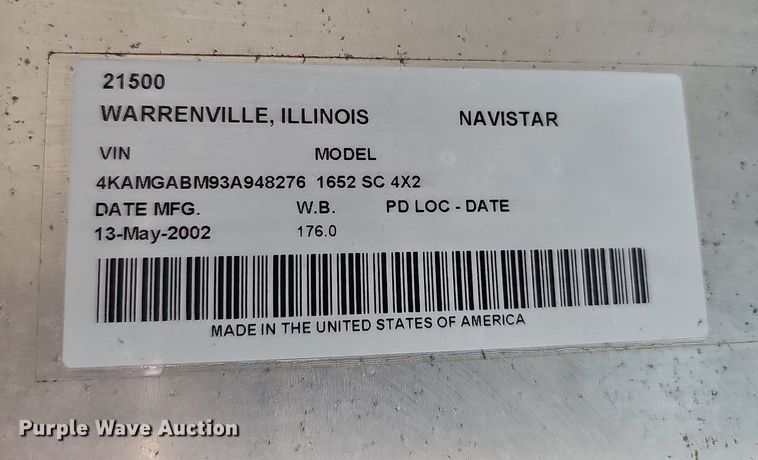 21500
WARRENVILLE, ILLINOIS NAVISTAR
VIN MODEL
4KAMGABM93A948276 1652 SC 4X2
DATE MFG. W.B. PD LOC - DATE
13-May-2002 176.0
MADE IN THE UNITED STATES OF AMERICA
Purple Wave Auction